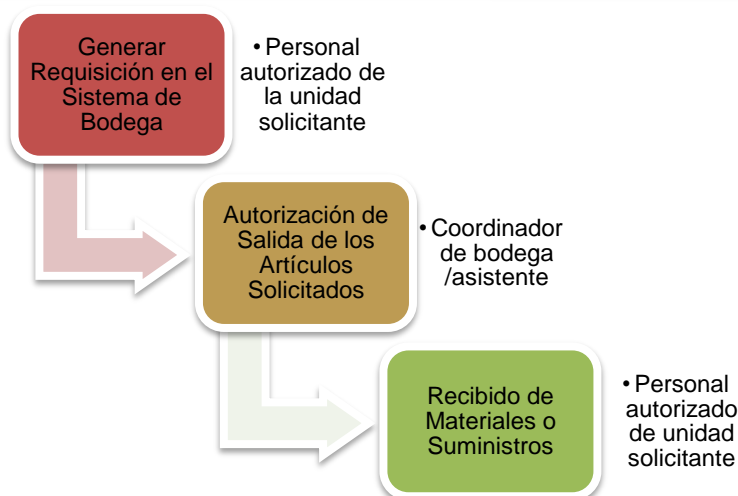 Generar
Requisición en el
Sistema de
Bodega
• Personal
autorizado de
la unidad
solicitante
Autorización de
Salida de los
Artículos
Solicitados
• Coordinador
de bodega
/asistente
Recibido de
Materiales o
Suministros
• Personal
autorizado
de unidad
solicitante